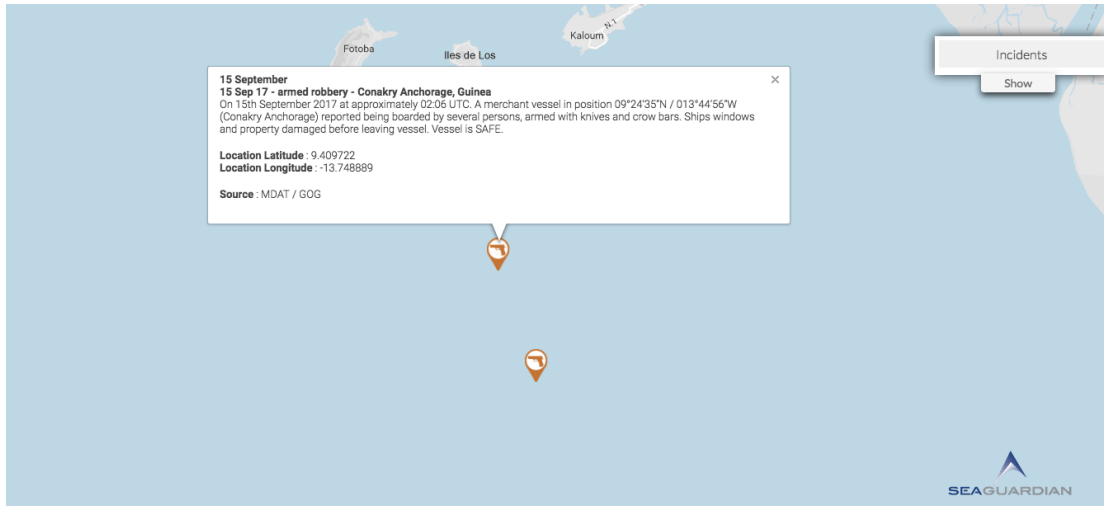 N.1
Kaloum
Fotoba
Iles de Los
Incidents
Show
15 September
×
15 Sep 17 - armed robbery - Conakry Anchorage, Guinea
On 15th September 2017 at approximately 02:06 UTC. A merchant vessel in position 09°24'35"N / 013°44'56"W
(Conakry Anchorage) reported being boarded by several persons, armed with knives and crow bars. Ships windows
and property damaged before leaving vessel. Vessel is SAFE.
Location Latitude : 9.409722
Location Longitude : -13.748889
Source : MDAT / GOG
SEAGUARDIAN